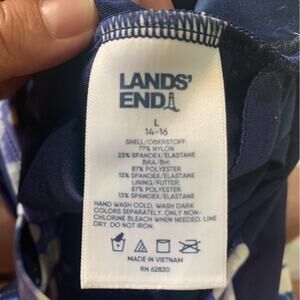 LANDS'
END
L
14-16
SHELL/OBERSTOFF:
77% NYLON
23% SPANDEX/ELASTANE
BRA/BH:
87% POLYESTER
13% SPANDEX/ELASTANE
LINING/FUTTER:
87% POLYESTER
13% SPANDEX/ELASTANE
HAND WASH COLD. WASH DARK
COLORS SEPARATELY. ONLY NON-
CHLORINE BLEACH WHEN NEEDED. LINE
DRY. DO NOT IRON.
MADE IN VIETNAM
RN 62830